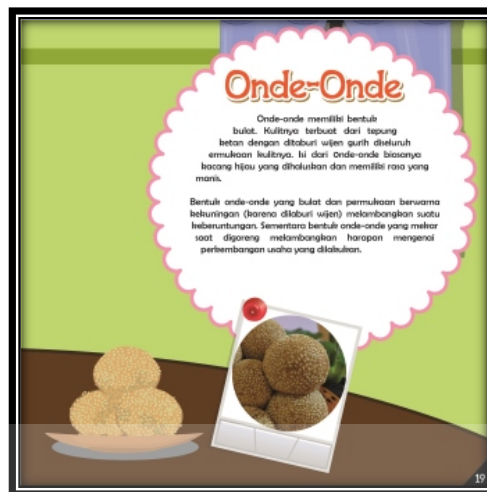 Onde-Onde
Onde-onde memiliki bentuk
bulat. Kulitnya terbuat dari tepung
ketan dengan ditaburi wijen gurih diseluruh
ermukaan kulitnya. Isi dari Onde-onde biasanya
kacang hijau yang dihaluskan dan memiliki rasa yang
manis.
Bentuk onde-onde yang bulat dan permukaan berwarna
kekuningan (karena dilaburi wijen) melambangkan suatu
keberuntungan. Sementara bentuk onde-onde yang mekar
saat digoreng melambangkan harapan mengenai
perkembangan usaha yang dilakukan.
19